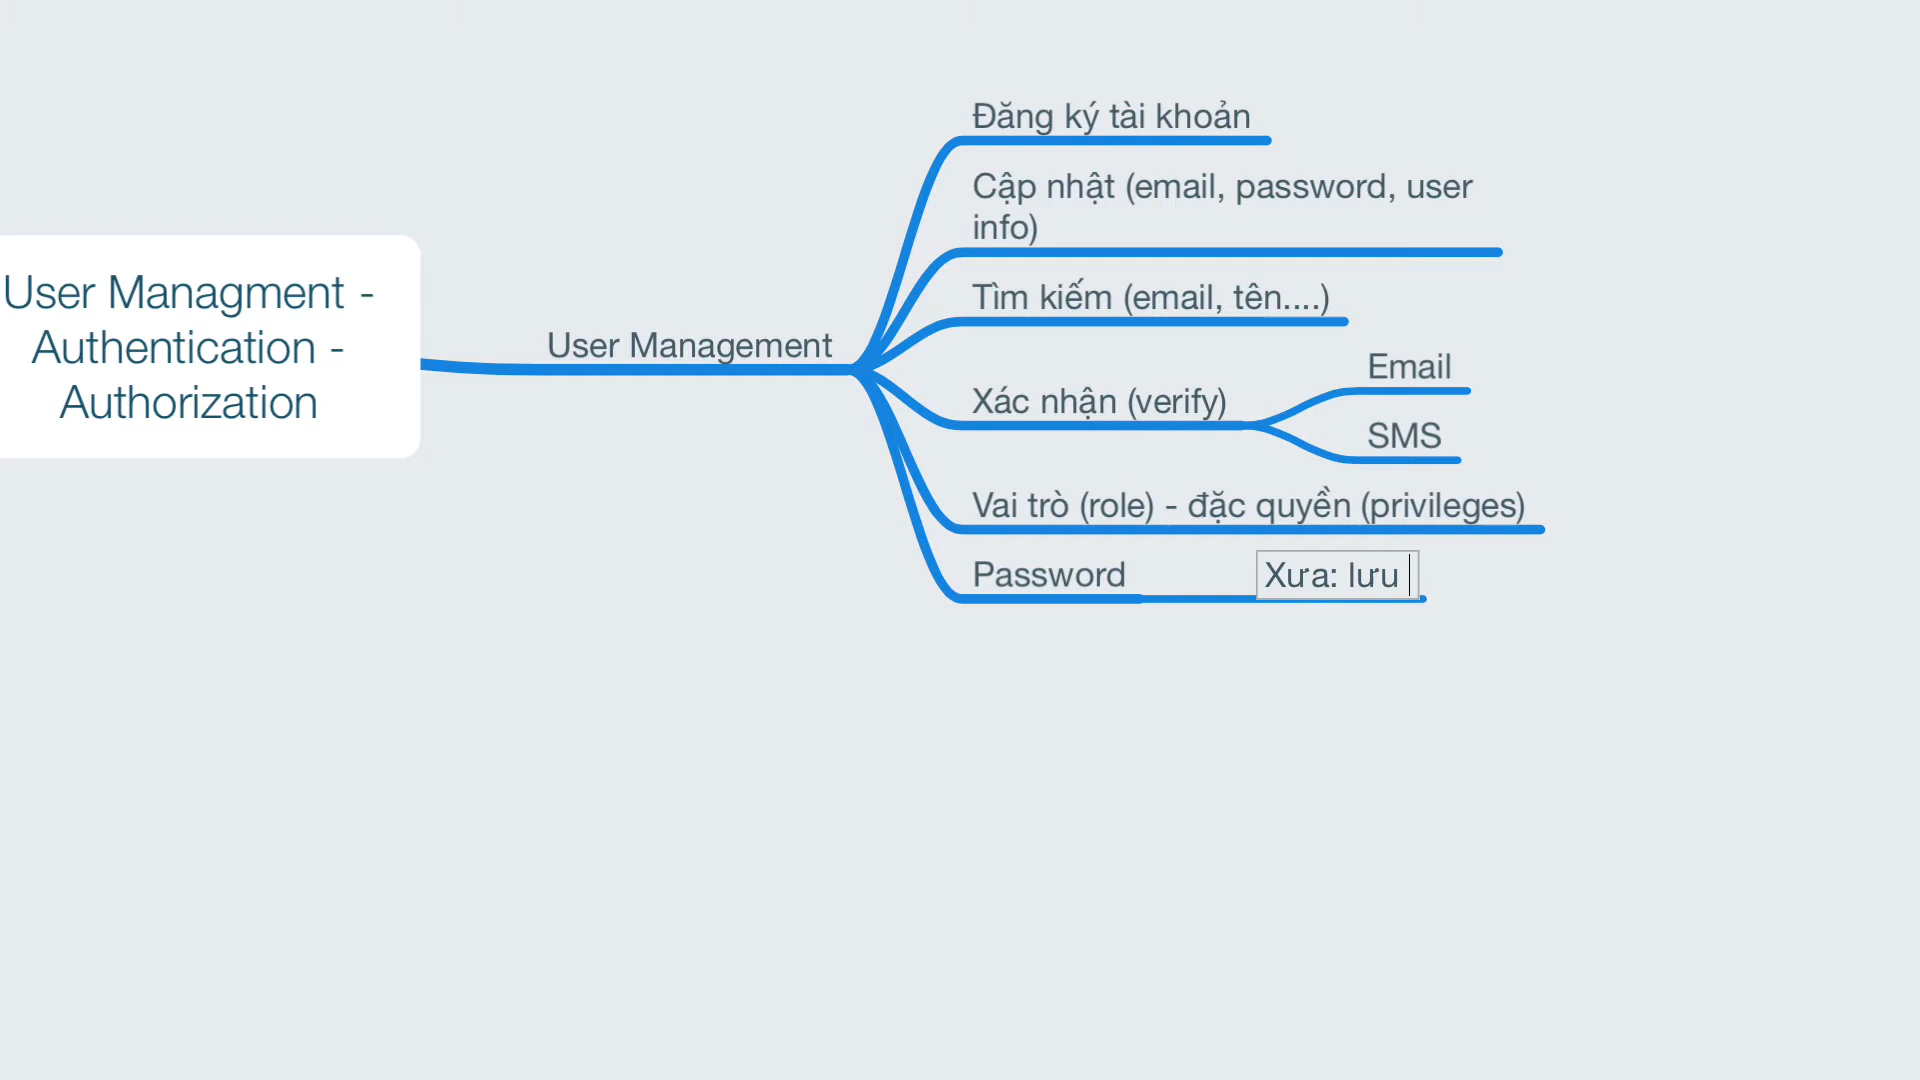 User Managment -
Authentication -
Authorization
User Management
Đăng ký tài khoản
Cập nhật (email, password, user
info)
Tìm kiếm (email, tên....)
Xác nhận (verify)
Email
SMS
Vai trò (role) - đặc quyền (privileges)
Password
Xưa: lưu